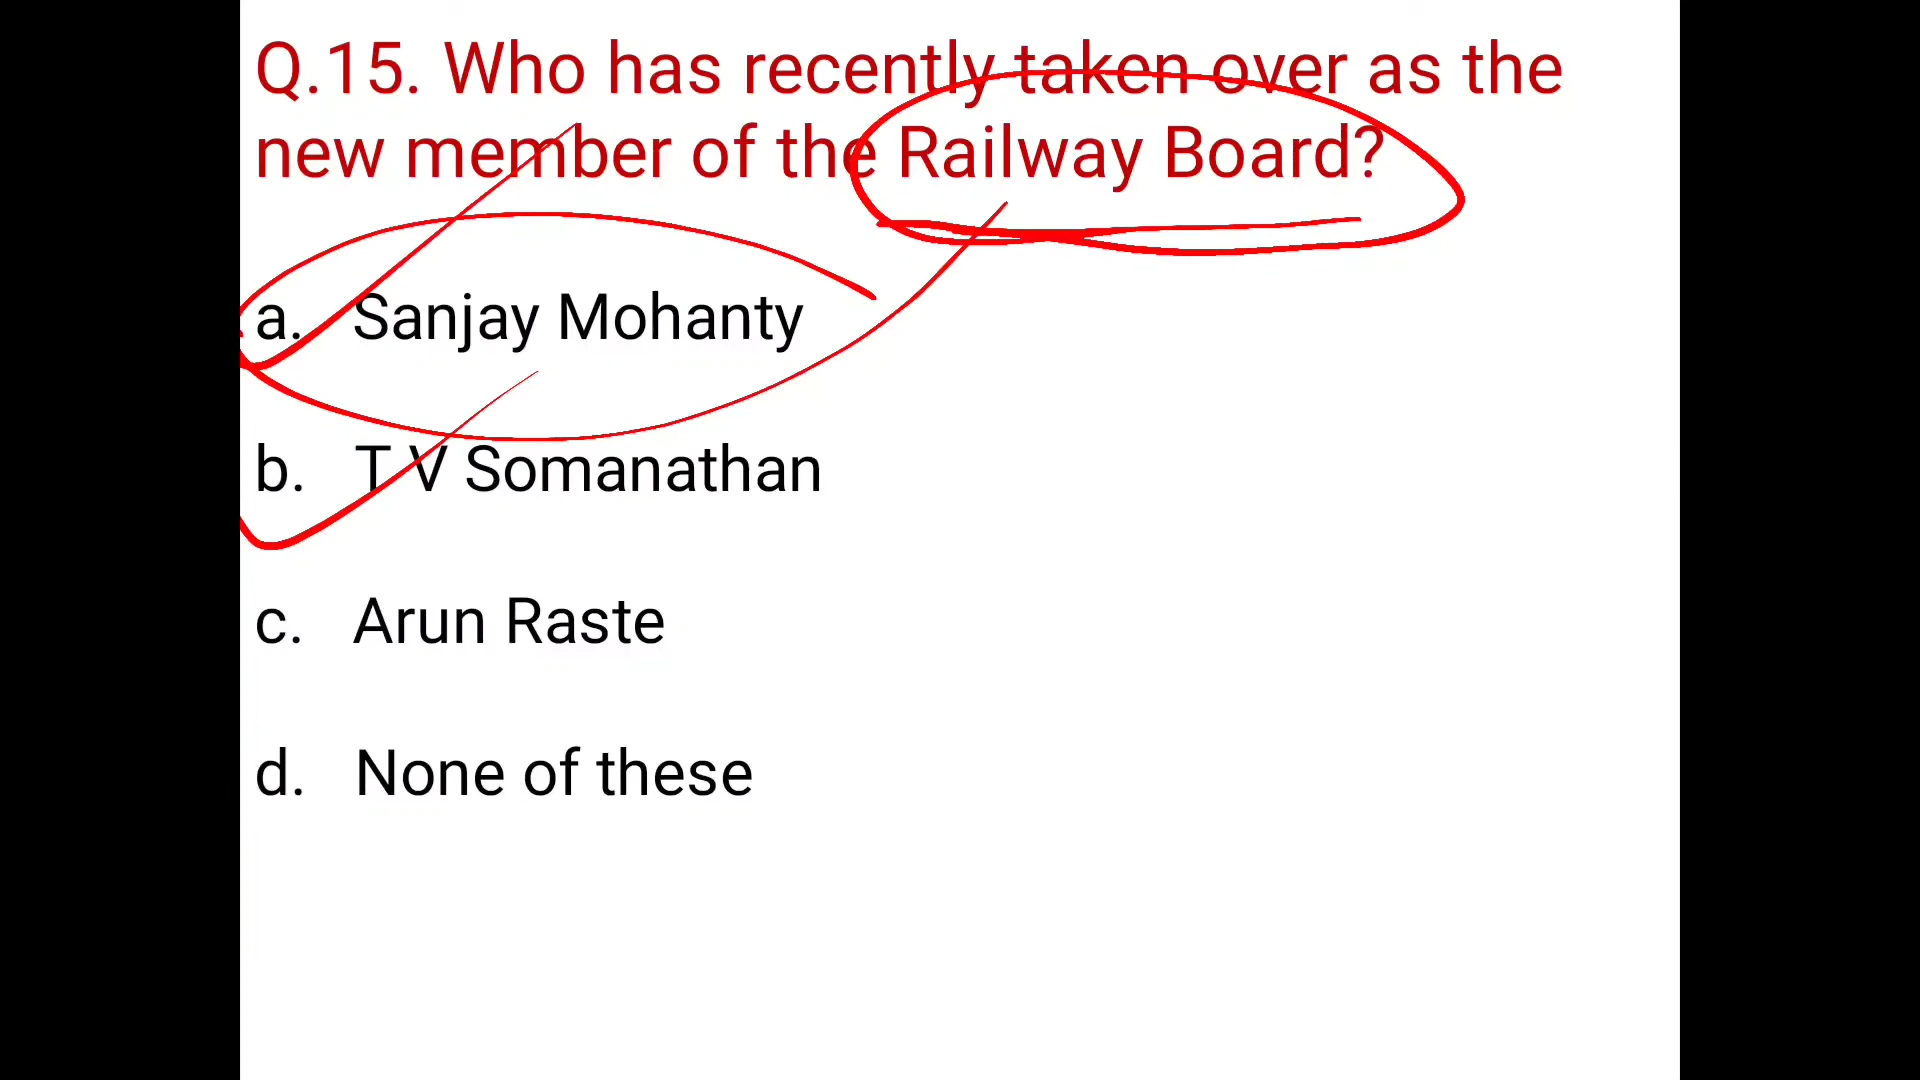 Q.15. Who has recently taken over as the
new member of the Railway Board?
a. Sanjay Mohanty
b. T V Somanathan
c. Arun Raste
d. None of these